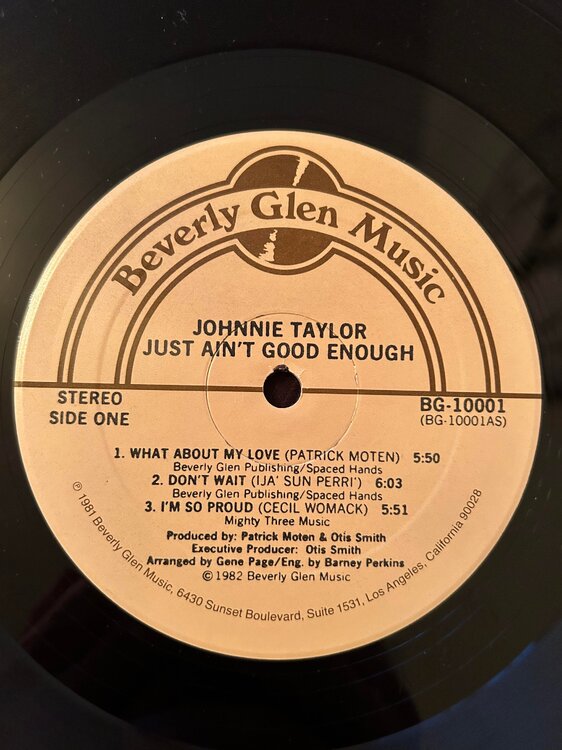 Beverly Glen Music
JOHNNIE TAYLOR
JUST AIN'T GOOD ENOUGH
STEREO
SIDE ONE
BG-10001
(BG-10001AS)
1. WHAT ABOUT MY LOVE (PATRICK MOTEN) 5:50
Beverly Glen Publishing/Spaced Hands
2. DON'T WAIT (IJA' SUN PERRI') 6:03
Beverly Glen Publishing/Spaced Hands
3. I'M SO PROUD (CECIL WOMACK) 5:51
Mighty Three Music
Produced by: Patrick Moten & Otis Smith
Executive Producer: Otis Smith
Arranged by Gene Page/Eng. by Barney Perkins
© 1982 Beverly Glen Music
℗ 1981 Beverly Glen Music, 6430 Sunset Boulevard, Suite 1531, Los Angeles, California 90028